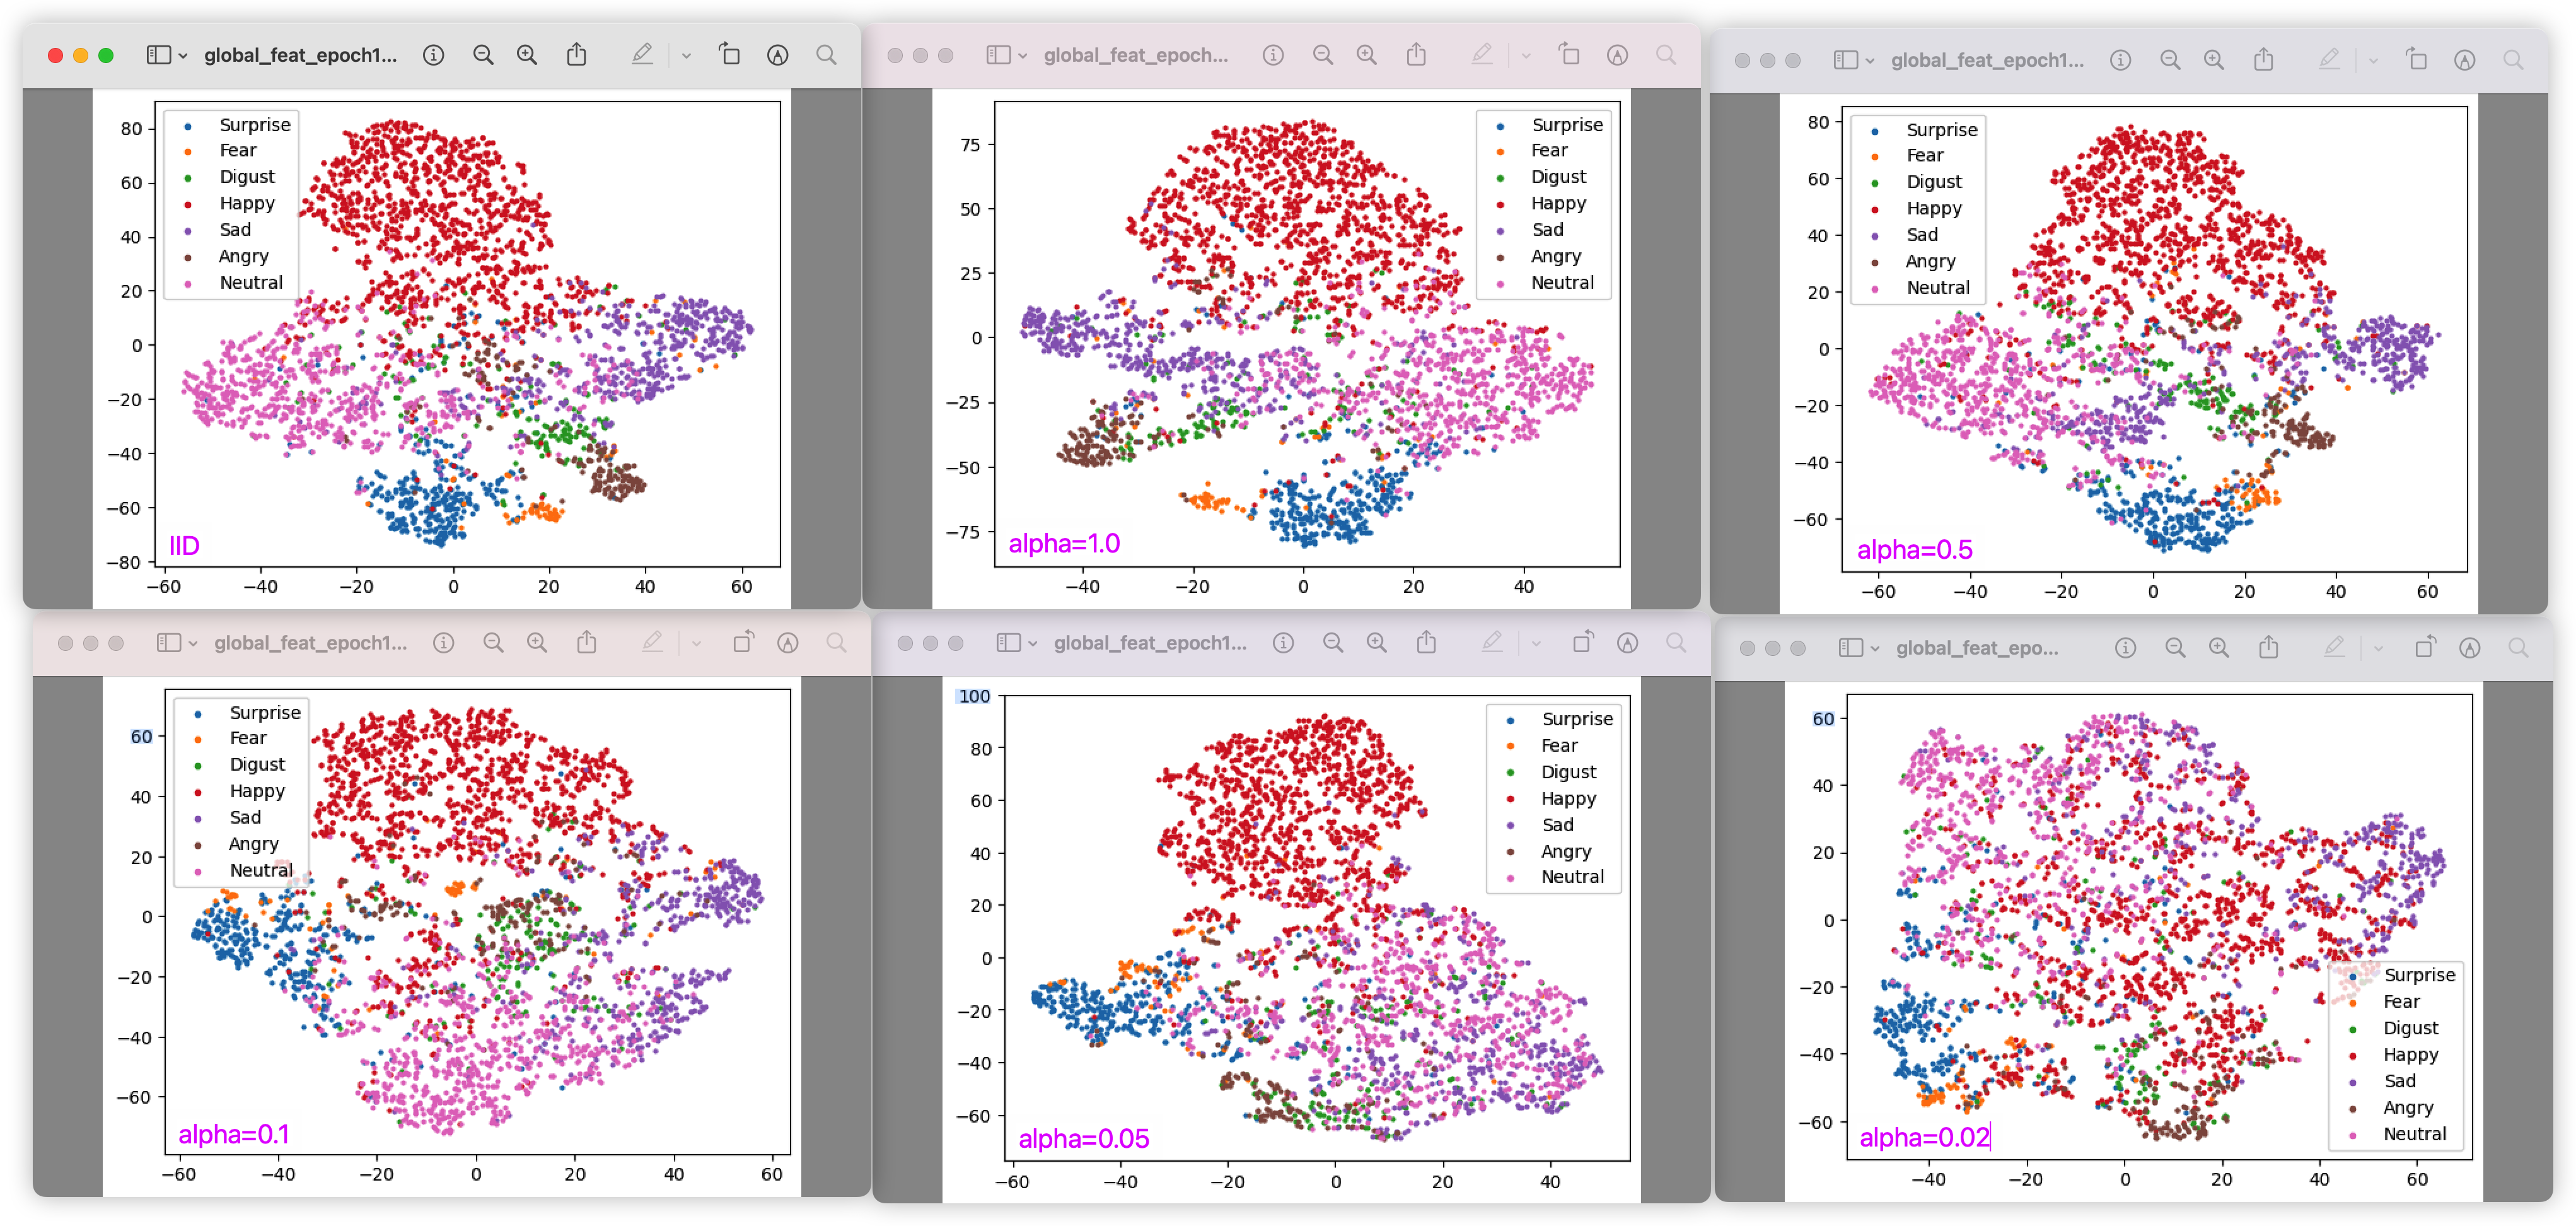 global_feat_epoch1...
80
60
40
20
0
−20
−40
−60
−80
Surprise
Fear
Digust
Happy
Sad
Angry
Neutral
IID
−60 −40 −20 0 20 40 60
global_feat_epoch...
75
50
25
0
−25
−50
−75
Surprise
Fear
Digust
Happy
Sad
Angry
Neutral
alpha=1.0
−40 −20 0 20 40
global_feat_epoch1...
80
60
40
20
0
−20
−40
−60
Surprise
Fear
Digust
Happy
Sad
Angry
Neutral
alpha=0.5
−60 −40 −20 0 20 40 60
global_feat_epoch1...
60
40
20
0
−20
−40
−60
Surprise
Fear
Digust
Happy
Sad
Angry
Neutral
alpha=0.1
−60 −40 −20 0 20 40 60
global_feat_epoch1...
100
80
60
40
20
0
−20
−40
−60
Surprise
Fear
Digust
Happy
Sad
Angry
Neutral
alpha=0.05
−60 −40 −20 0 20 40
global_feat_epo...
60
40
20
0
−20
−40
−60
Surprise
Fear
Digust
Happy
Sad
Angry
Neutral
alpha=0.02
−40 −20 0 20 40 60